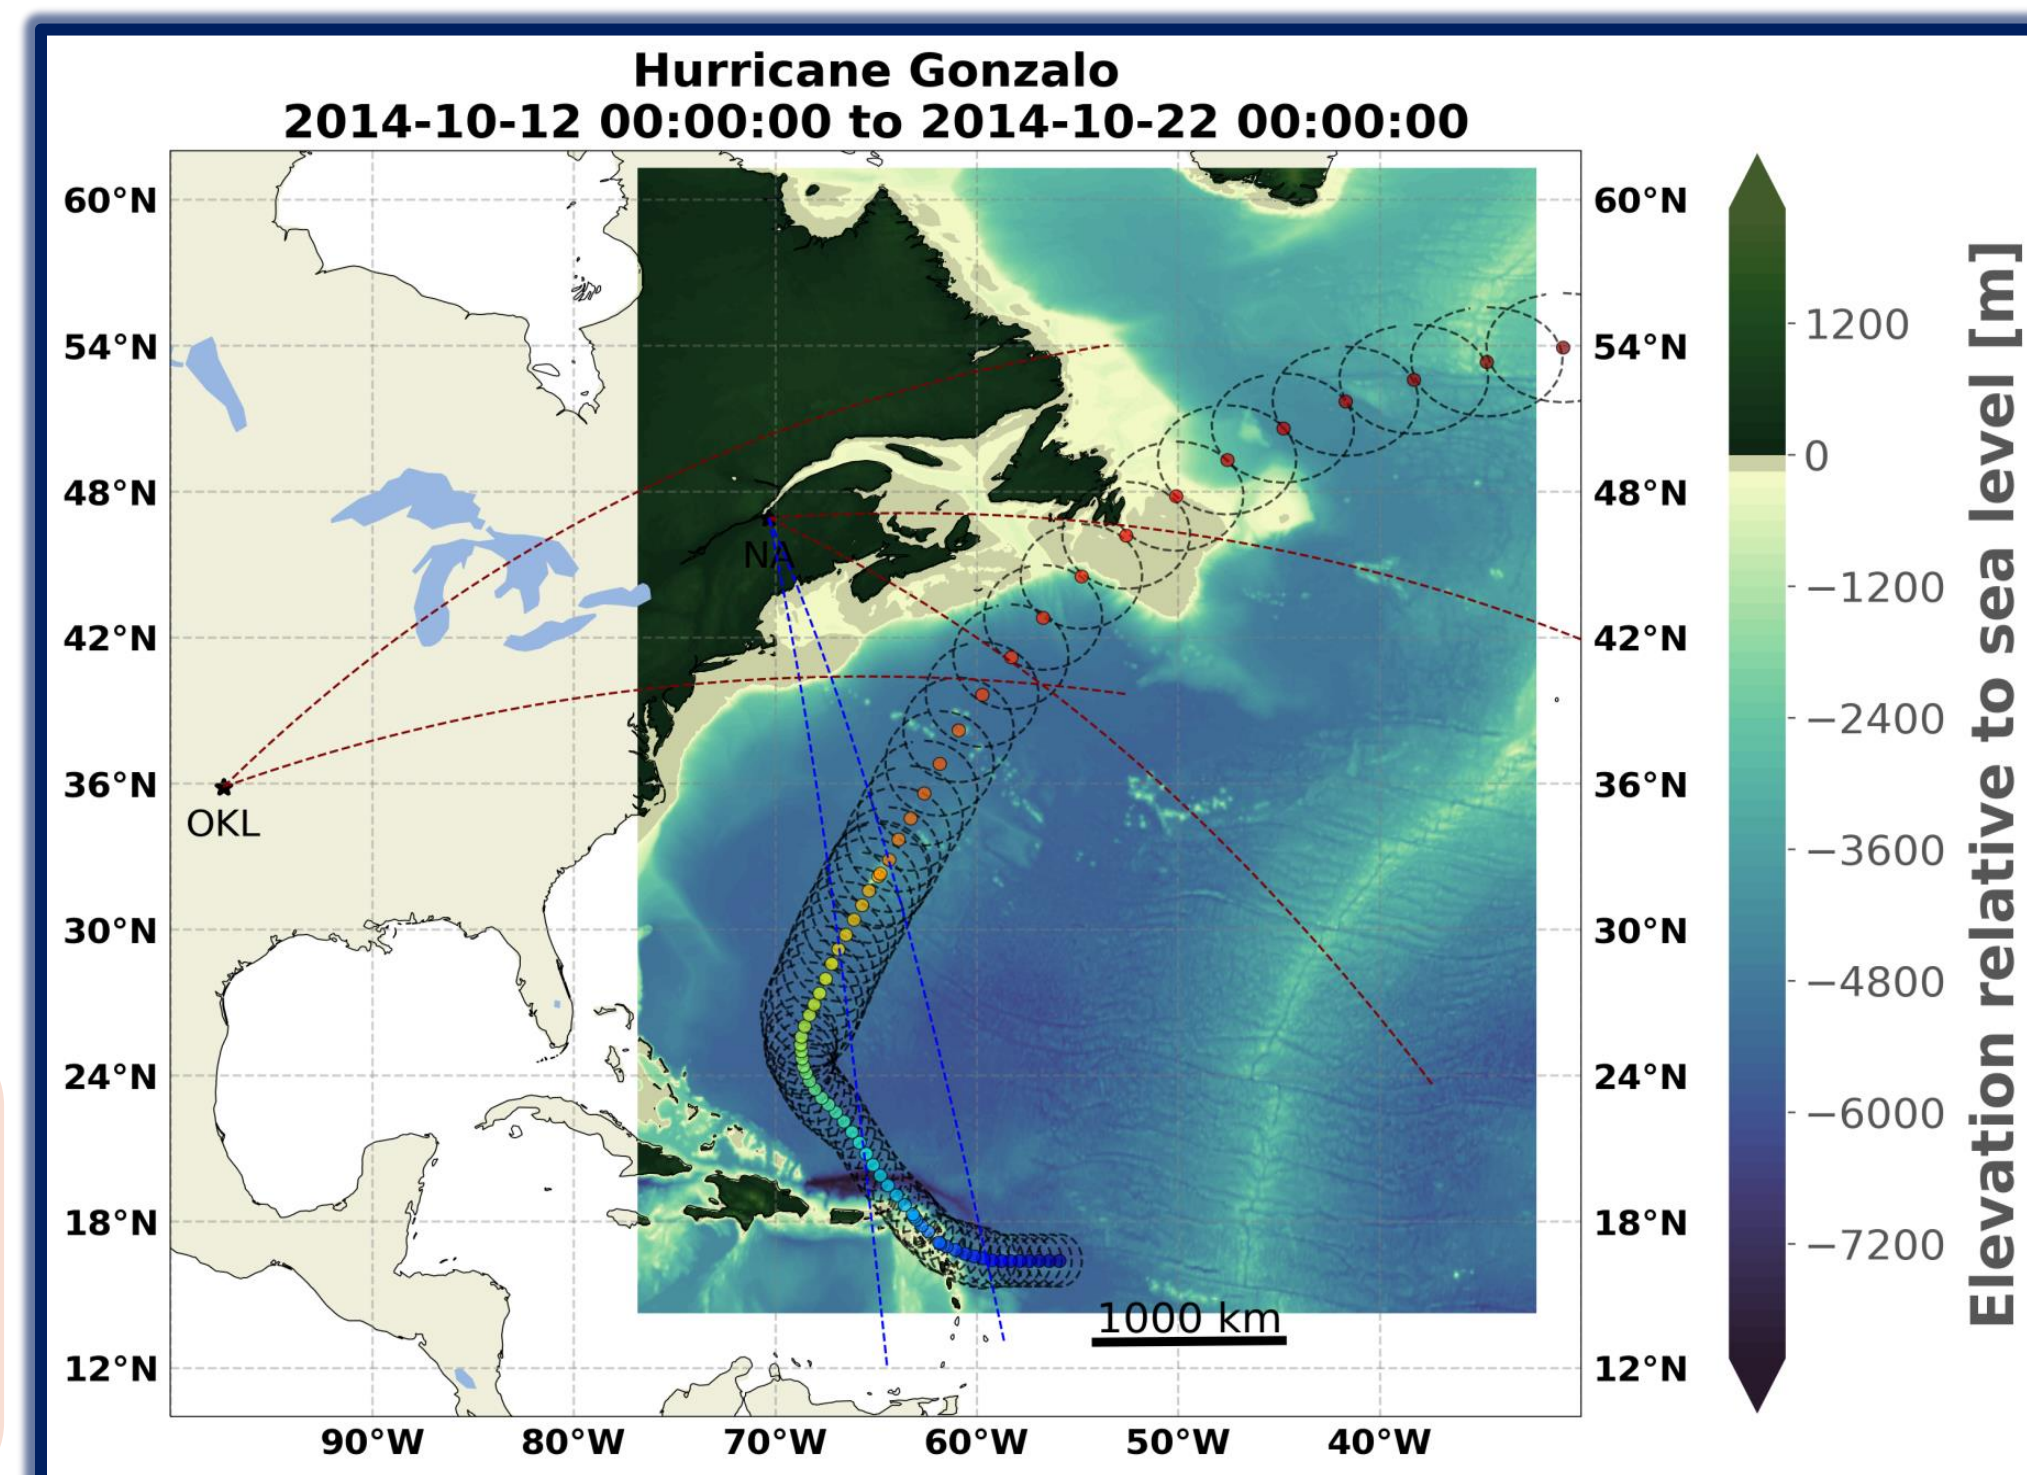 Hurricane Gonzalo
2014-10-12 00:00:00 to 2014-10-22 00:00:00
60°N
54°N
48°N
42°N
36°N
30°N
24°N
18°N
12°N
NA
OKL
1000 km
60°N
54°N
48°N
42°N
36°N
30°N
24°N
18°N
12°N
90°W 80°W 70°W 60°W 50°W 40°W
1200
0
−1200
−2400
−3600
−4800
−6000
−7200
Elevation relative to sea level [m]